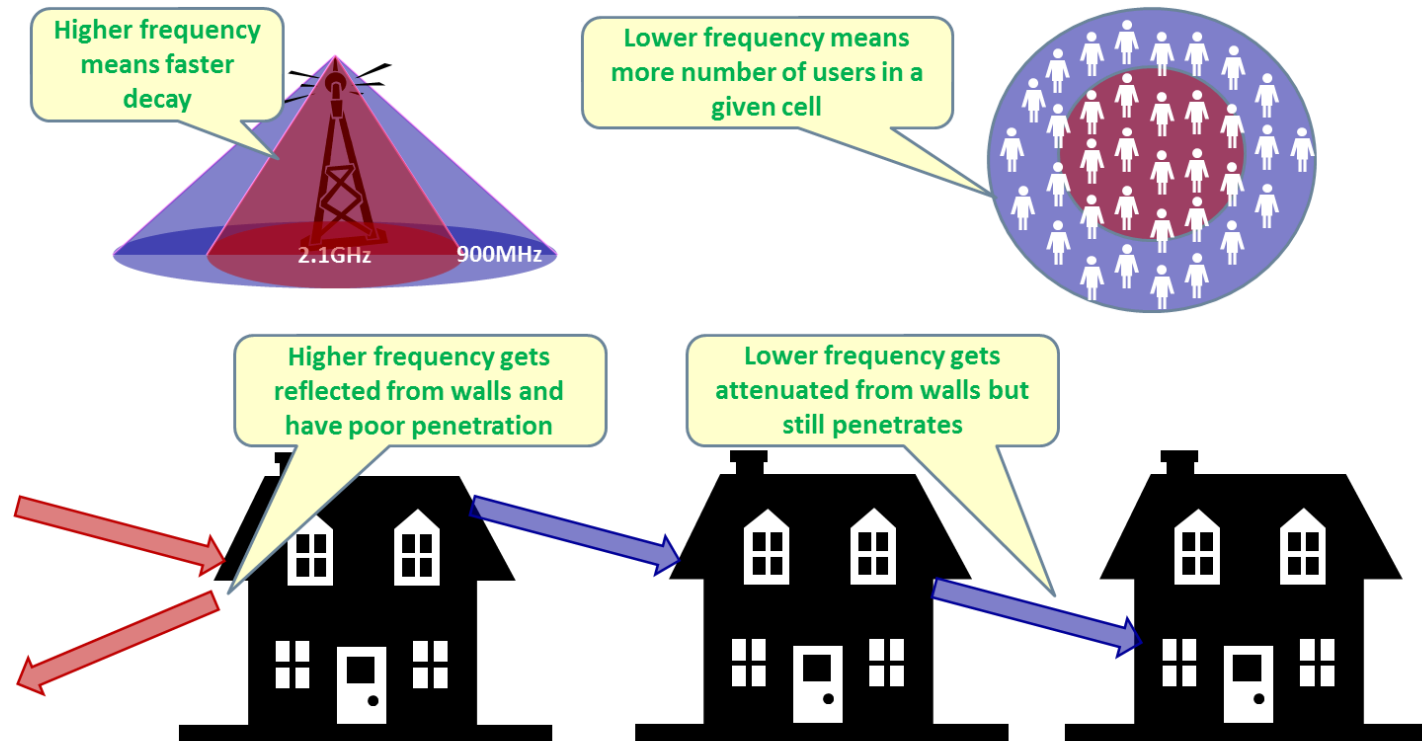 Higher frequency
means faster
decay
Lower frequency means
more number of users in a
given cell
2.1GHz
900MHz
Higher frequency gets
reflected from walls and
have poor penetration
Lower frequency gets
attenuated from walls but
still penetrates